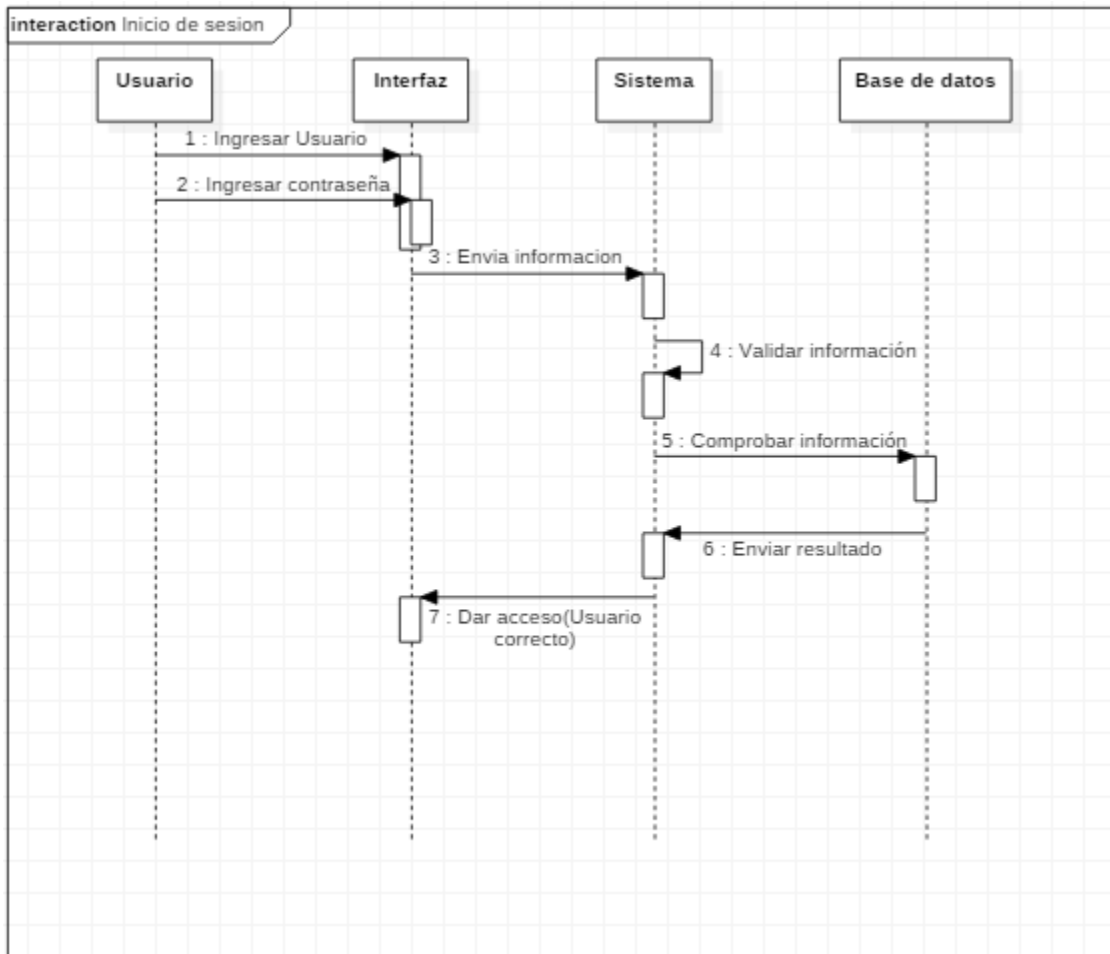 interaction Inicio de sesion
Usuario
Interfaz
Sistema
Base de datos
1 : Ingresar Usuario
2 : Ingresar contraseña
3 : Envia informacion
4 : Validar información
5 : Comprobar información
6 : Enviar resultado
7 : Dar acceso(Usuario
correcto)